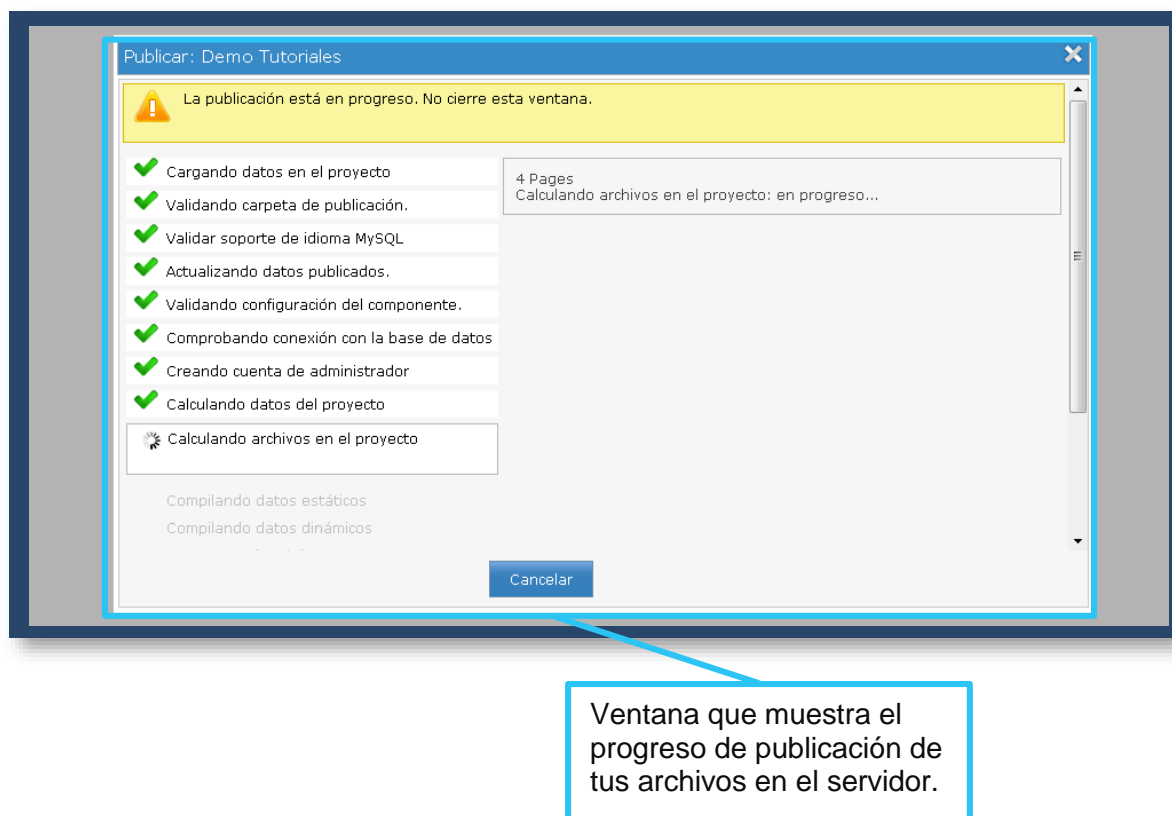 Publicar: Demo Tutoriales
La publicación está en progreso. No cierre esta ventana.
Cargando datos en el proyecto
Validando carpeta de publicación.
Validar soporte de idioma MySQL
Actualizando datos publicados.
Validando configuración del componente.
Comprobando conexión con la base de datos
Creando cuenta de administrador
Calculando datos del proyecto
Calculando archivos en el proyecto
Compilando datos estáticos
Compilando datos dinámicos
4 Pages
Calculando archivos en el proyecto: en progreso...
Cancelar
Ventana que muestra el
progreso de publicación de
tus archivos en el servidor.